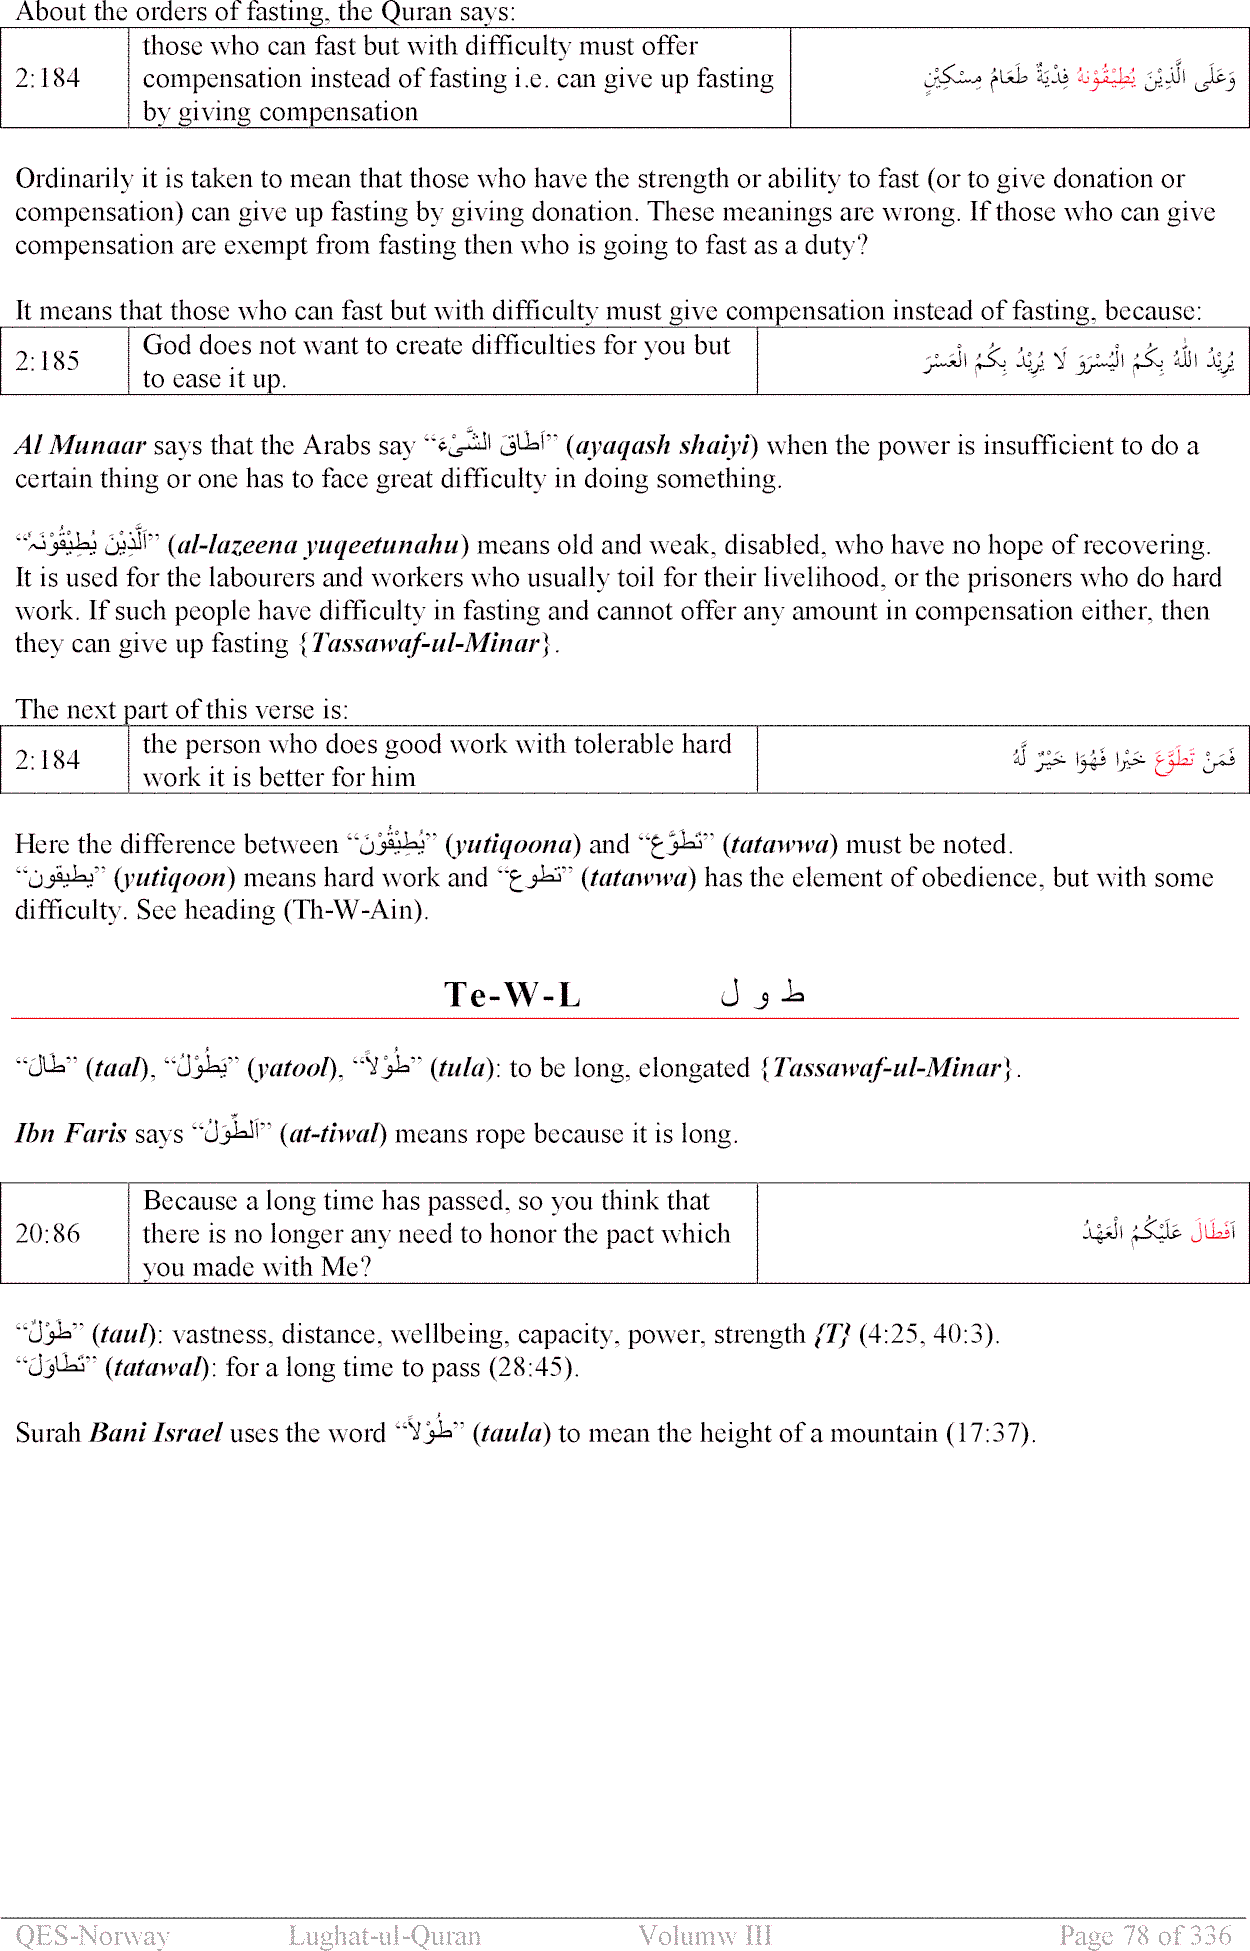 About the orders of fasting, the Quran says:
2:184
those who can fast but with difficulty must offer
compensation instead of fasting i.e. can give up fasting
by giving compensation
وَعَلَى الَّذِيْنَ يُطِيْقُوْنهُ فِدْيَةٌ طَعَامُ مِسْكِيْنٍ
Ordinarily it is taken to mean that those who have the strength or ability to fast (or to give donation or
compensation) can give up fasting by giving donation. These meanings are wrong. If those who can give
compensation are exempt from fasting then who is going to fast as a duty?
It means that those who can fast but with difficulty must give compensation instead of fasting, because:
2:185
God does not want to create difficulties for you but
to ease it up.
يُرِيْدُ اللّٰهُ بِكُمُ الْيُسْرَوَ لَا يُرِيْدُ بِكُمُ الْعَسْرَ
Al Munaar says that the Arabs say “اَطَاقَ الشَّىْءَ” (ayaqash shaiyi) when the power is insufficient to do a
certain thing or one has to face great difficulty in doing something.
“اَلَّذِيْنَ يُطِيْقُوْنَہٗ” (al-lazeena yuqeetunahu) means old and weak, disabled, who have no hope of recovering.
It is used for the labourers and workers who usually toil for their livelihood, or the prisoners who do hard
work. If such people have difficulty in fasting and cannot offer any amount in compensation either, then
they can give up fasting {Tassawaf-ul-Minar}.
The next part of this verse is:
2:184
the person who does good work with tolerable hard
work it is better for him
فَمَنْ تَطَوَّعَ خَيْرا فَهُوَا خَيْرٌ لَّهُ
Here the difference between “يُطِيْقُوْنَ” (yutiqoona) and “تَطَوَّعَ” (tatawwa) must be noted.
“يطيقون” (yutiqoon) means hard work and “تطوع” (tatawwa) has the element of obedience, but with some
difficulty. See heading (Th-W-Ain).
Te-W-L ط و ل
“طَالَ” (taal), “يَطُوْلُ” (yatool), “طُوْلاً” (tula): to be long, elongated {Tassawaf-ul-Minar}.
Ibn Faris says “اَلطِّوَلُ” (at-tiwal) means rope because it is long.
20:86
Because a long time has passed, so you think that
there is no longer any need to honor the pact which
you made with Me?
اَفَطَالَ عَلَيْكُمُ الْعَهْدُ
“طَوْلٌ” (taul): vastness, distance, wellbeing, capacity, power, strength {T} (4:25, 40:3).
“تَطَاوَلَ” (tatawal): for a long time to pass (28:45).
Surah Bani Israel uses the word “طُوْلاً” (taula) to mean the height of a mountain (17:37).
QES-Norway Lughat-ul-Quran Volumw III Page 78 of 336